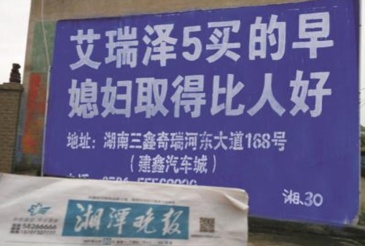 艾瑞泽5买的早
媳妇取得比人好
地址：湖南三鑫奇瑞河东大道168号
（建鑫汽车城）
湘.30
湘潭晚报